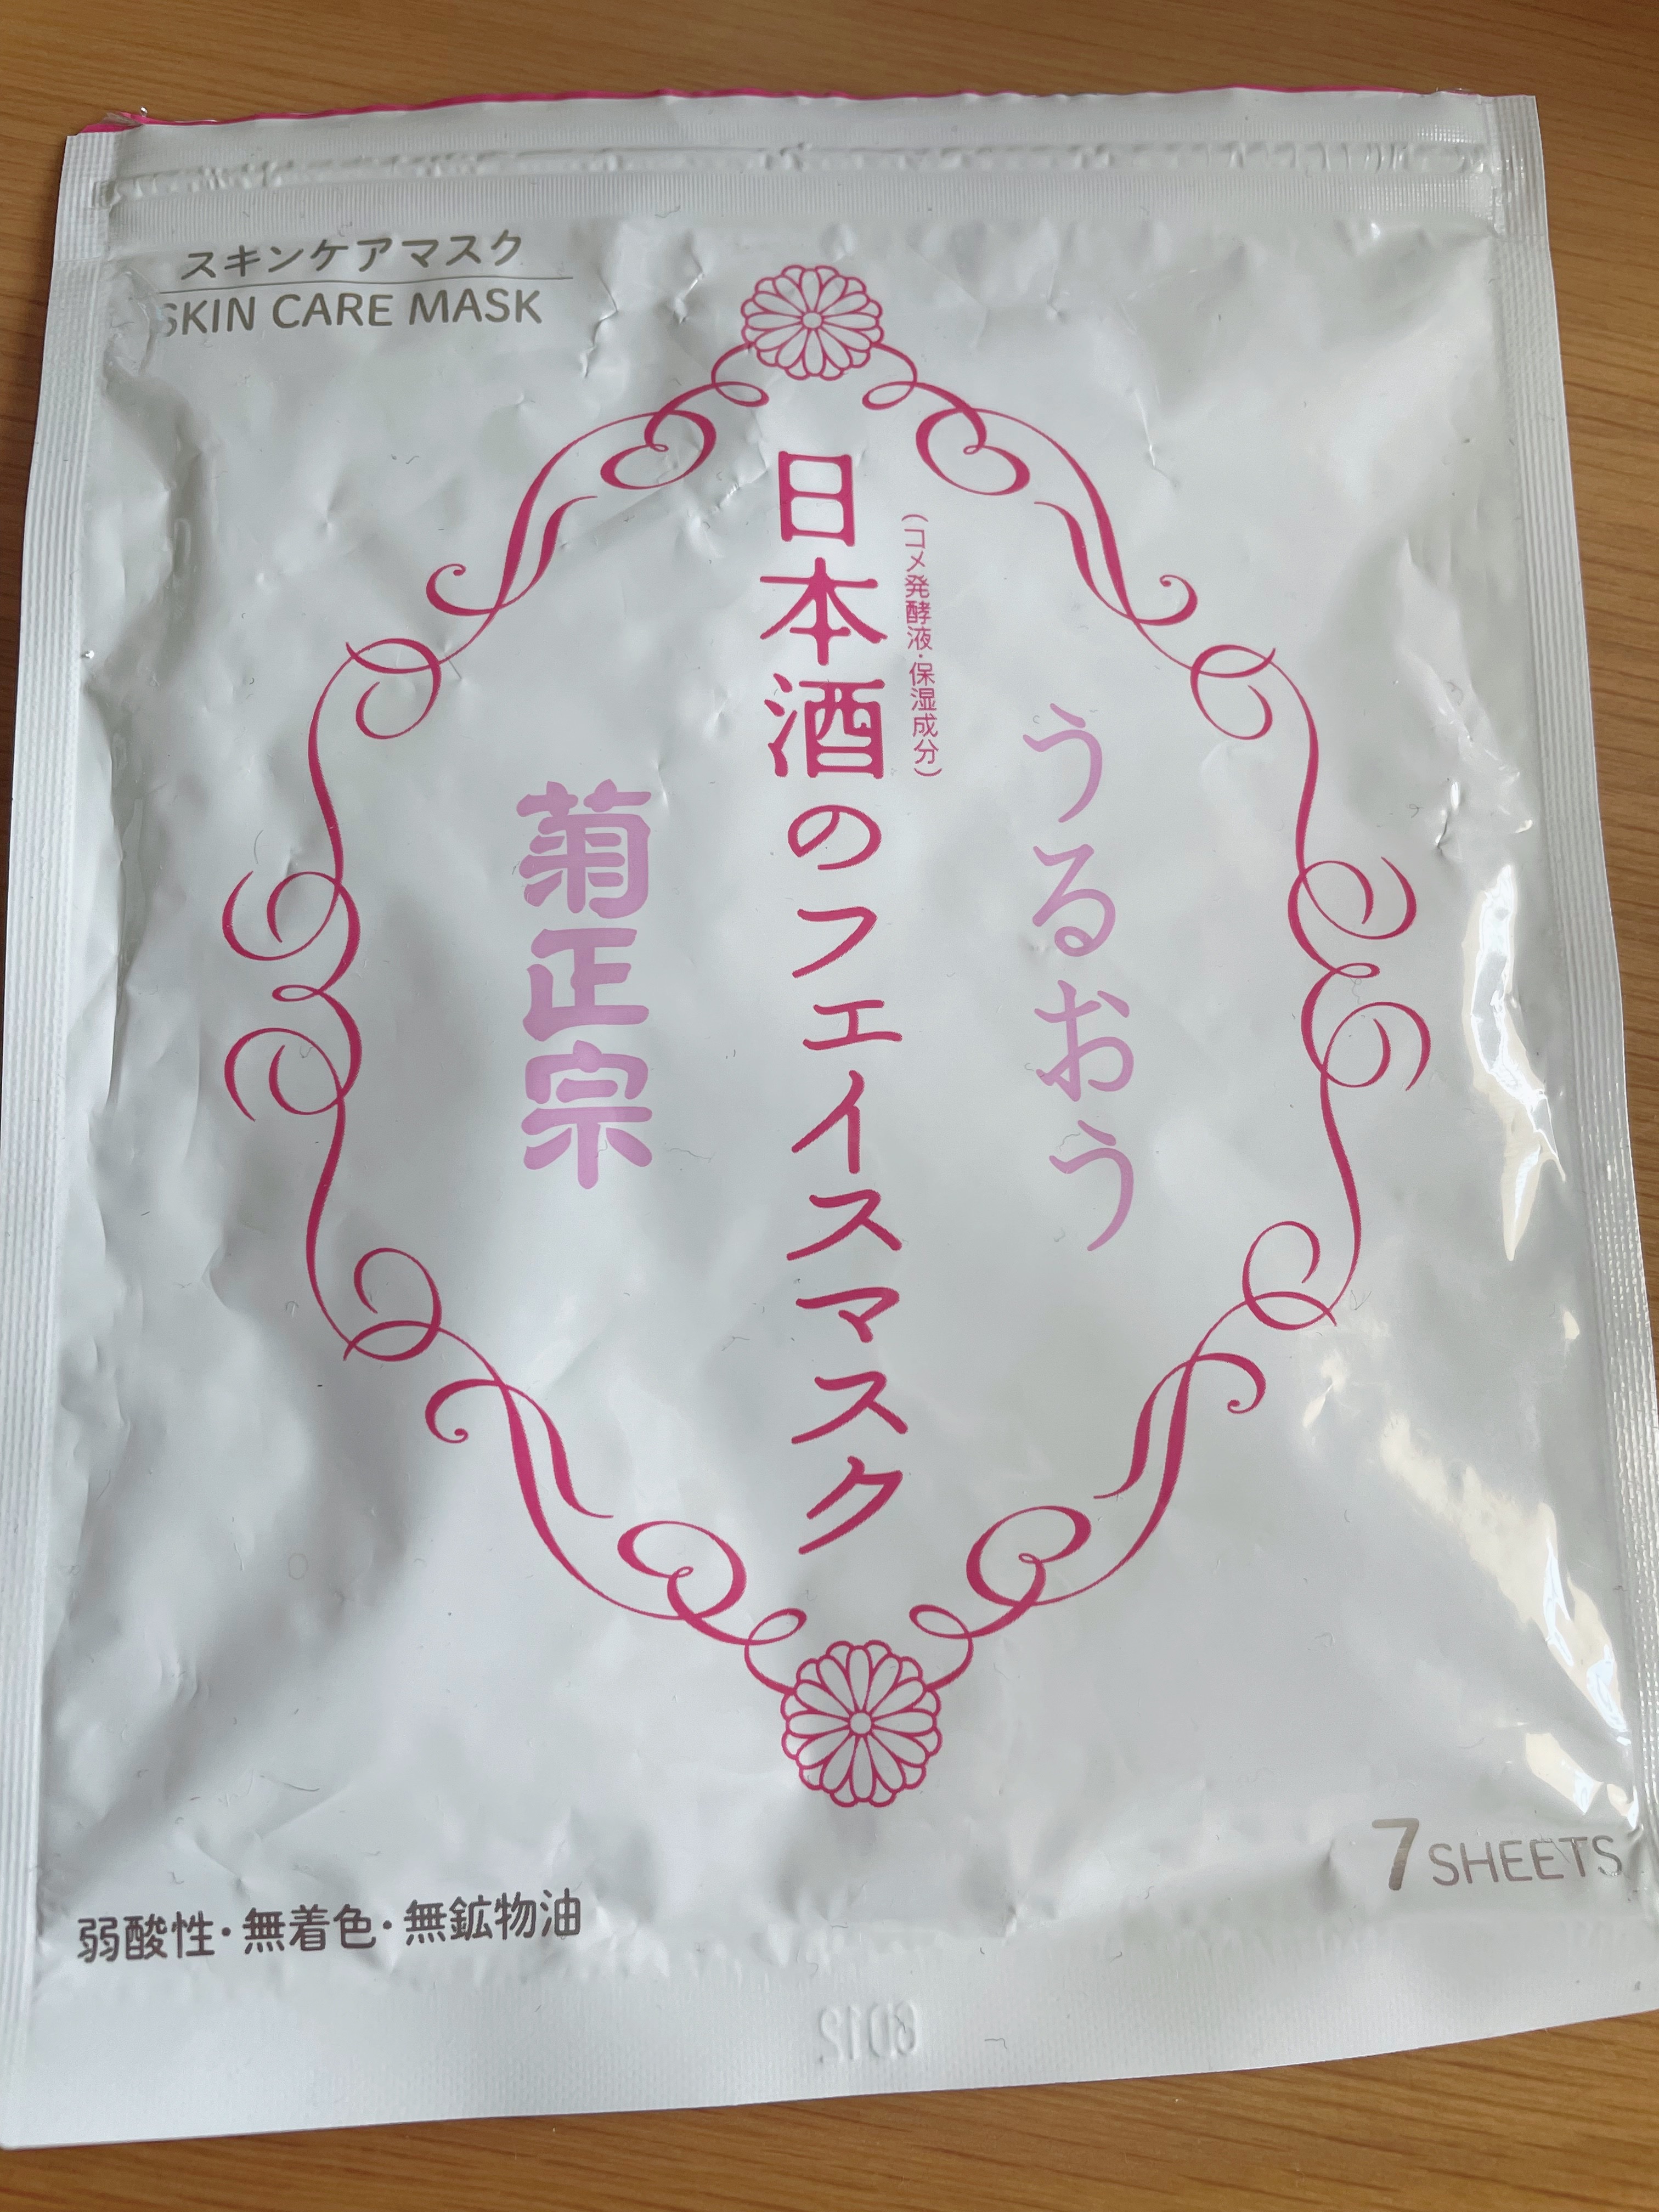 スキンケアマスク
SKIN CARE MASK
うるおう
(コメ発酵液・保湿成分)
日本酒のフェイスマスク
菊正宗
7 SHEETS
弱酸性・無着色・無鉱物油